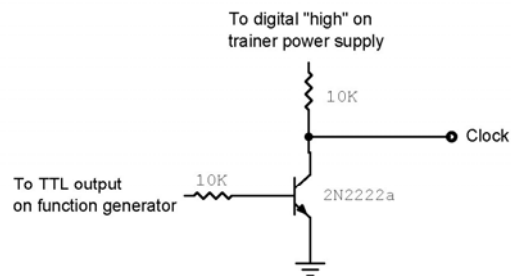 To digital "high" on
trainer power supply
10K
Clock
10K
To TTL output
on function generator
2N2222a